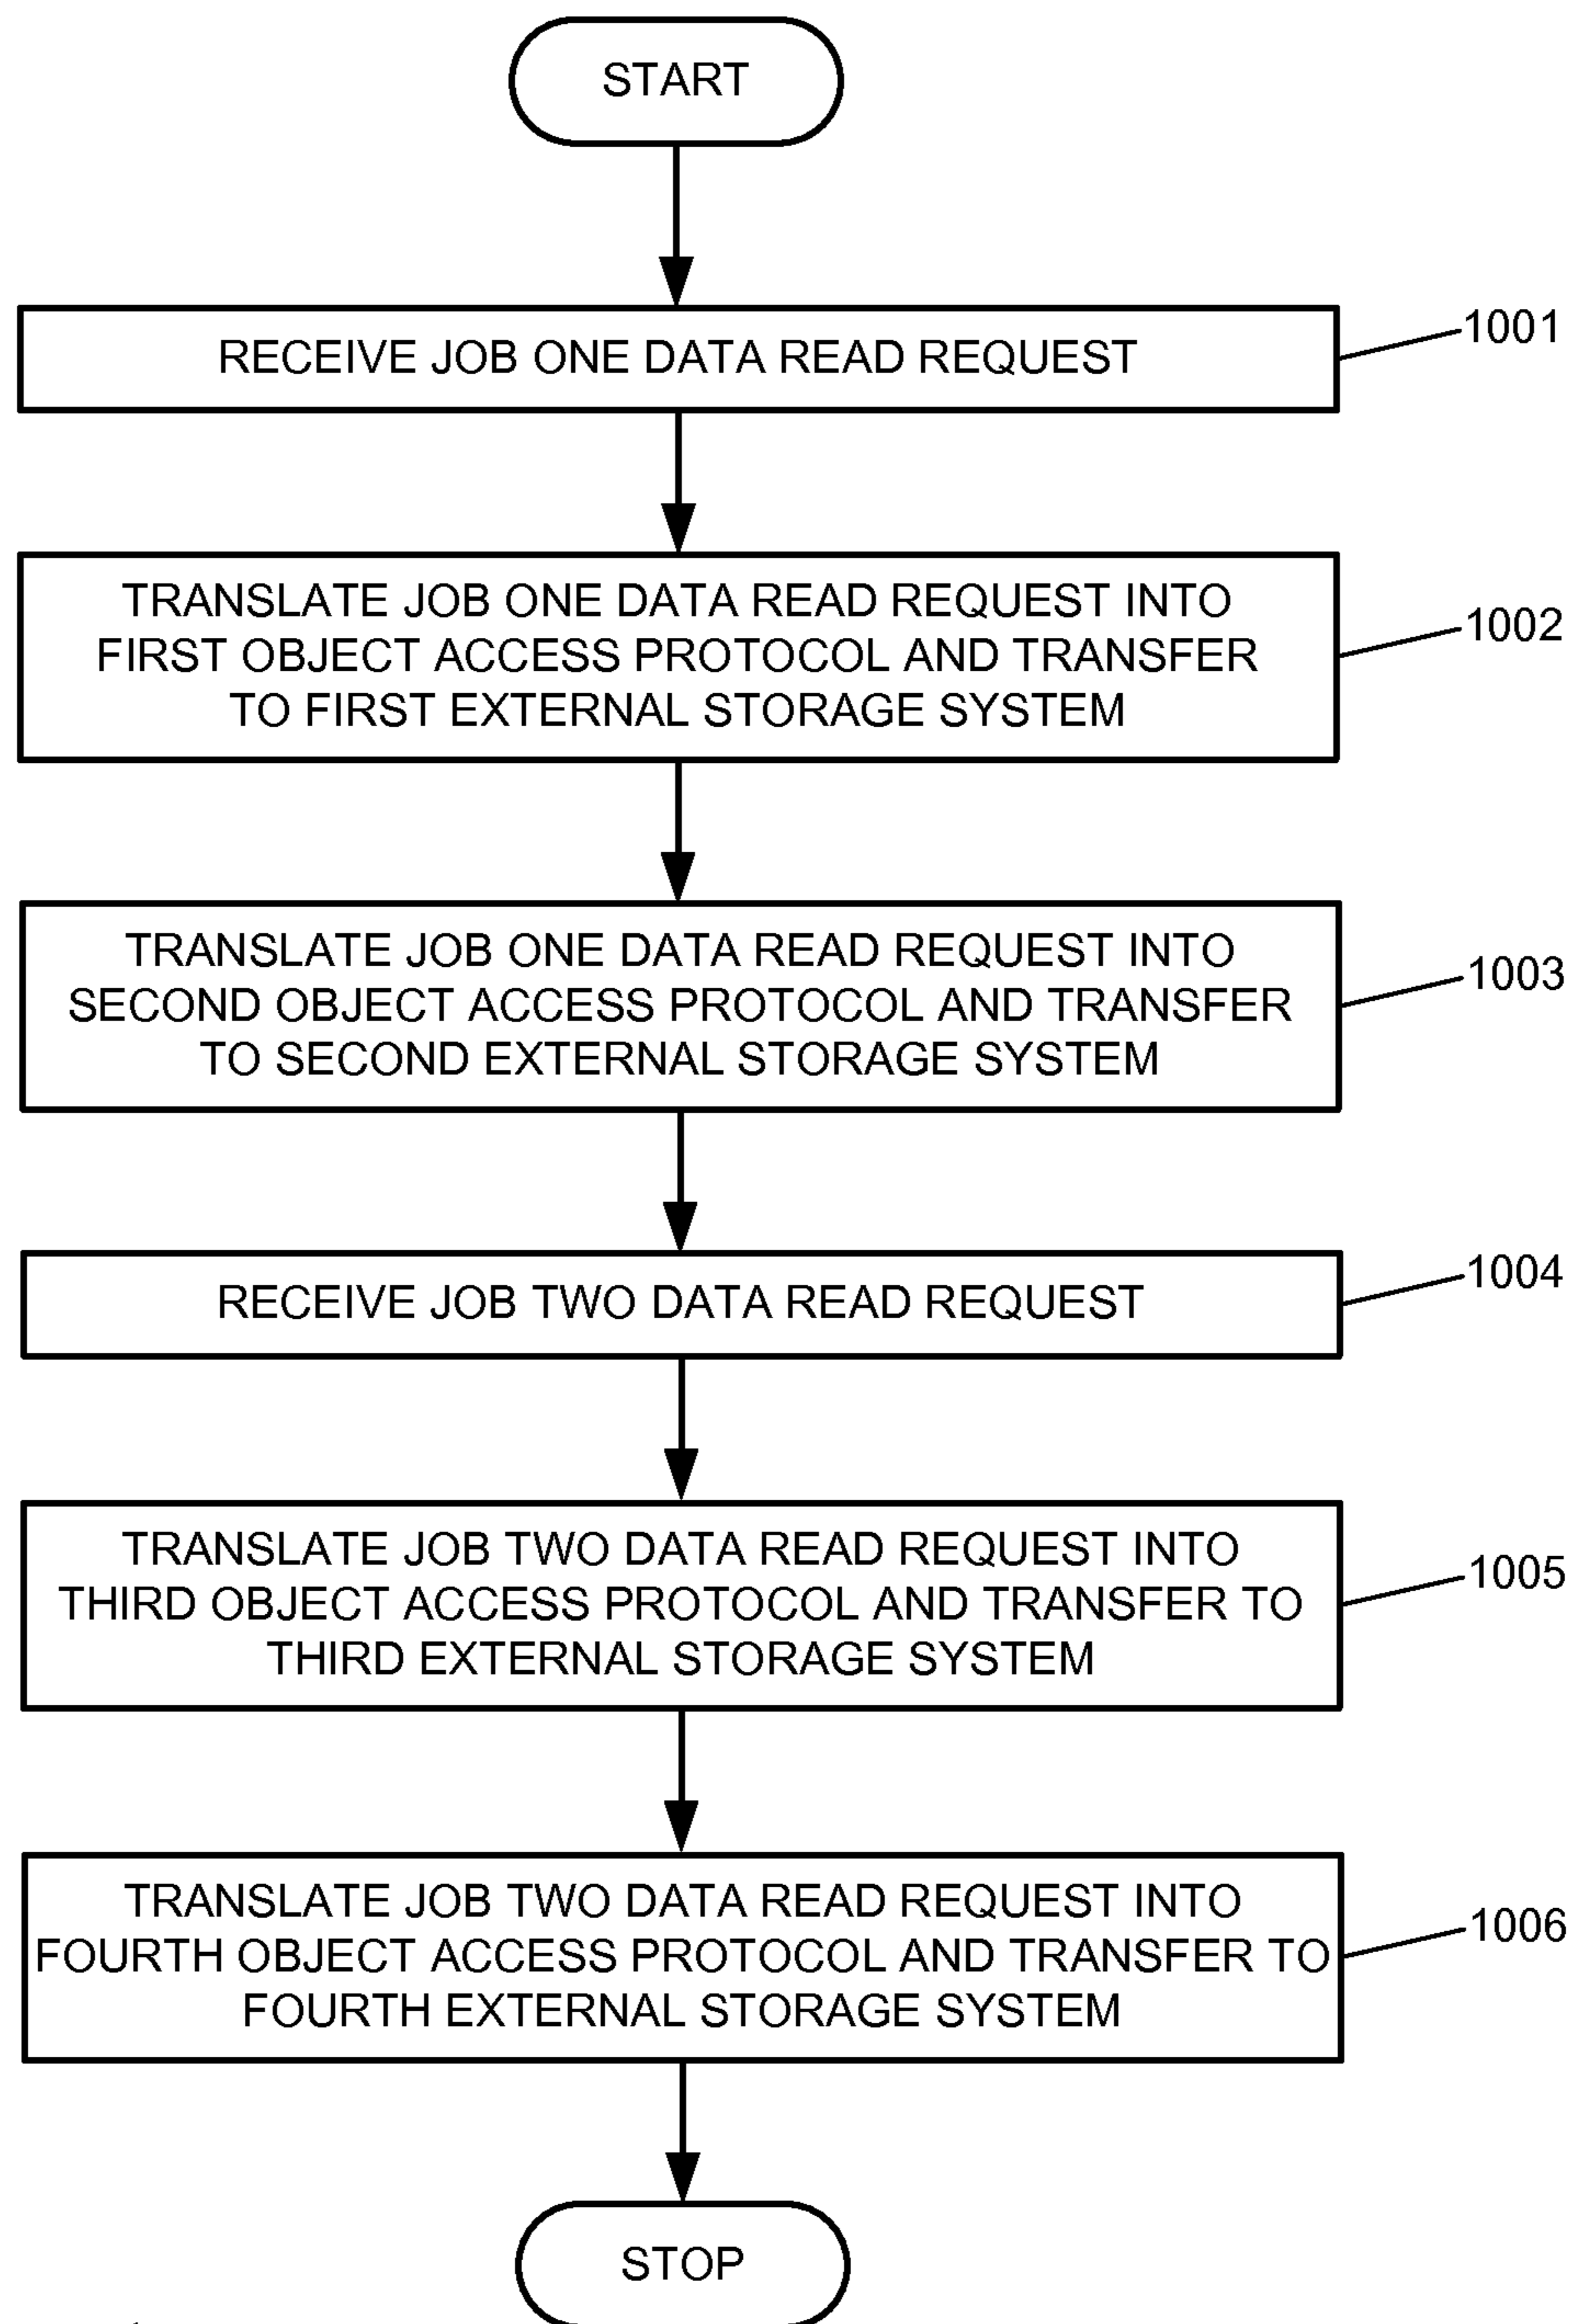 START
RECEIVE JOB ONE DATA READ REQUEST
1001
TRANSLATE JOB ONE DATA READ REQUEST INTO
FIRST OBJECT ACCESS PROTOCOL AND TRANSFER
TO FIRST EXTERNAL STORAGE SYSTEM
1002
TRANSLATE JOB ONE DATA READ REQUEST INTO
SECOND OBJECT ACCESS PROTOCOL AND TRANSFER
TO SECOND EXTERNAL STORAGE SYSTEM
1003
RECEIVE JOB TWO DATA READ REQUEST
1004
TRANSLATE JOB TWO DATA READ REQUEST INTO
THIRD OBJECT ACCESS PROTOCOL AND TRANSFER TO
THIRD EXTERNAL STORAGE SYSTEM
1005
TRANSLATE JOB TWO DATA READ REQUEST INTO
FOURTH OBJECT ACCESS PROTOCOL AND TRANSFER TO
FOURTH EXTERNAL STORAGE SYSTEM
1006
STOP